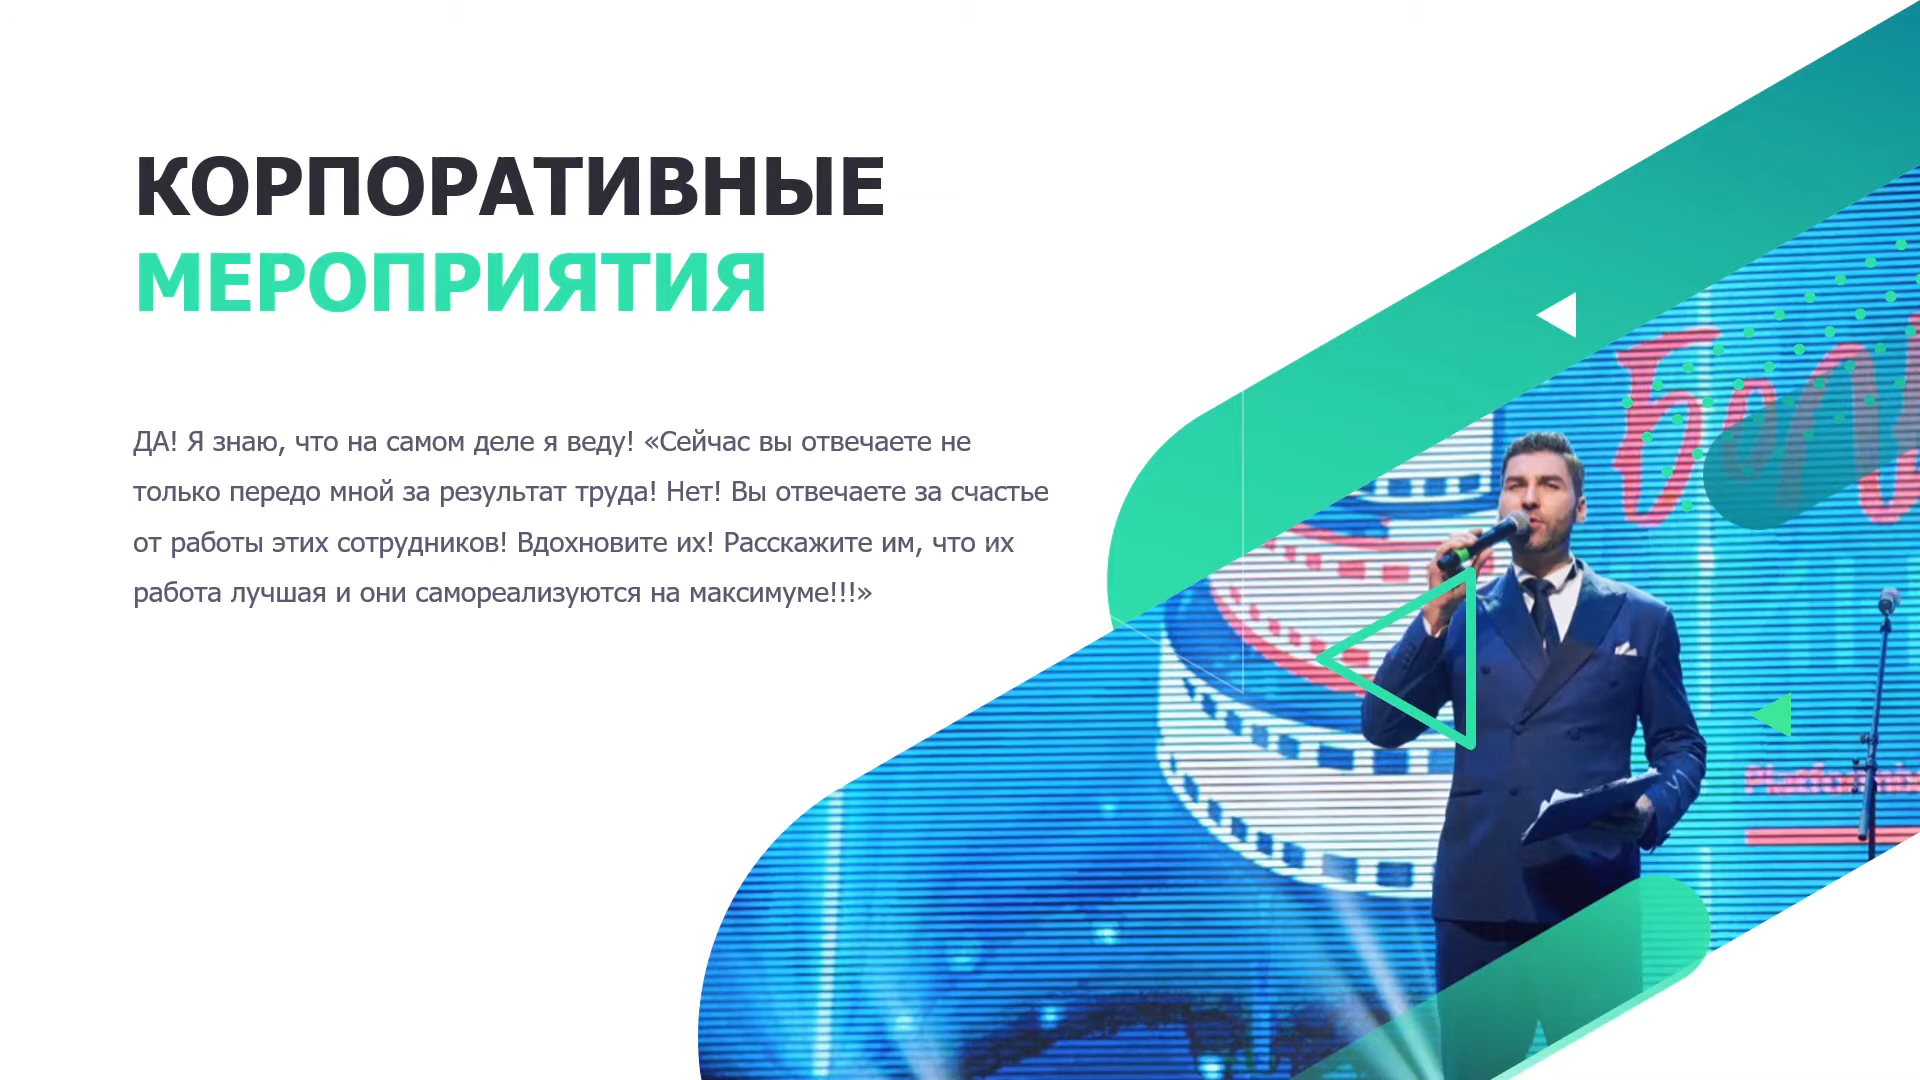 КОРПОРАТИВНЫЕ
МЕРОПРИЯТИЯ
ДА! Я знаю, что на самом деле я веду! «Сейчас вы отвечаете не
только передо мной за результат труда! Нет! Вы отвечаете за счастье
от работы этих сотрудников! Вдохновите их! Расскажите им, что их
работа лучшая и они самореализуются на максимуме!!!»